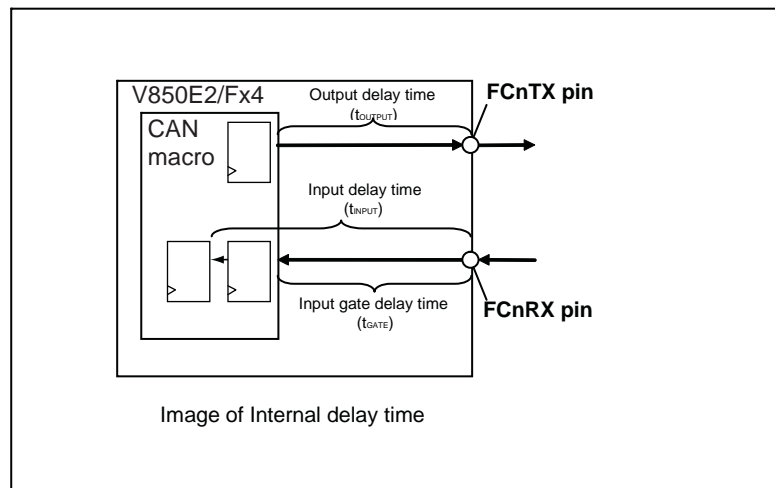 V850E2/Fx4
CAN
macro
Output delay time
(tOUTPUT)
FCnTX pin
Input delay time
(tINPUT)
Input gate delay time
(tGATE)
FCnRX pin
Image of Internal delay time